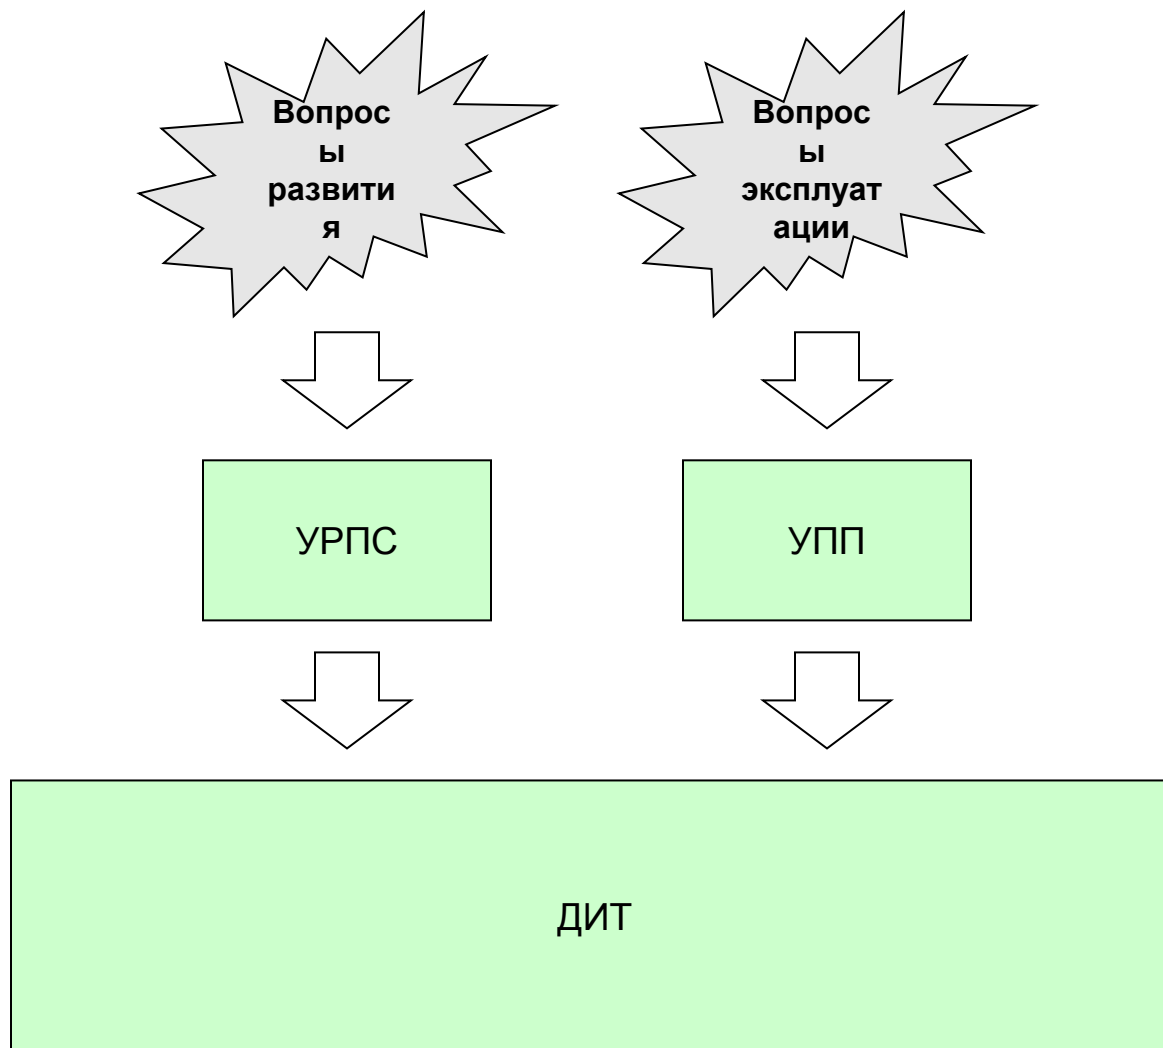 Вопрос
ы
развити
я
Вопрос
ы
эксплуат
ации
УРПС
УПП
ДИТ